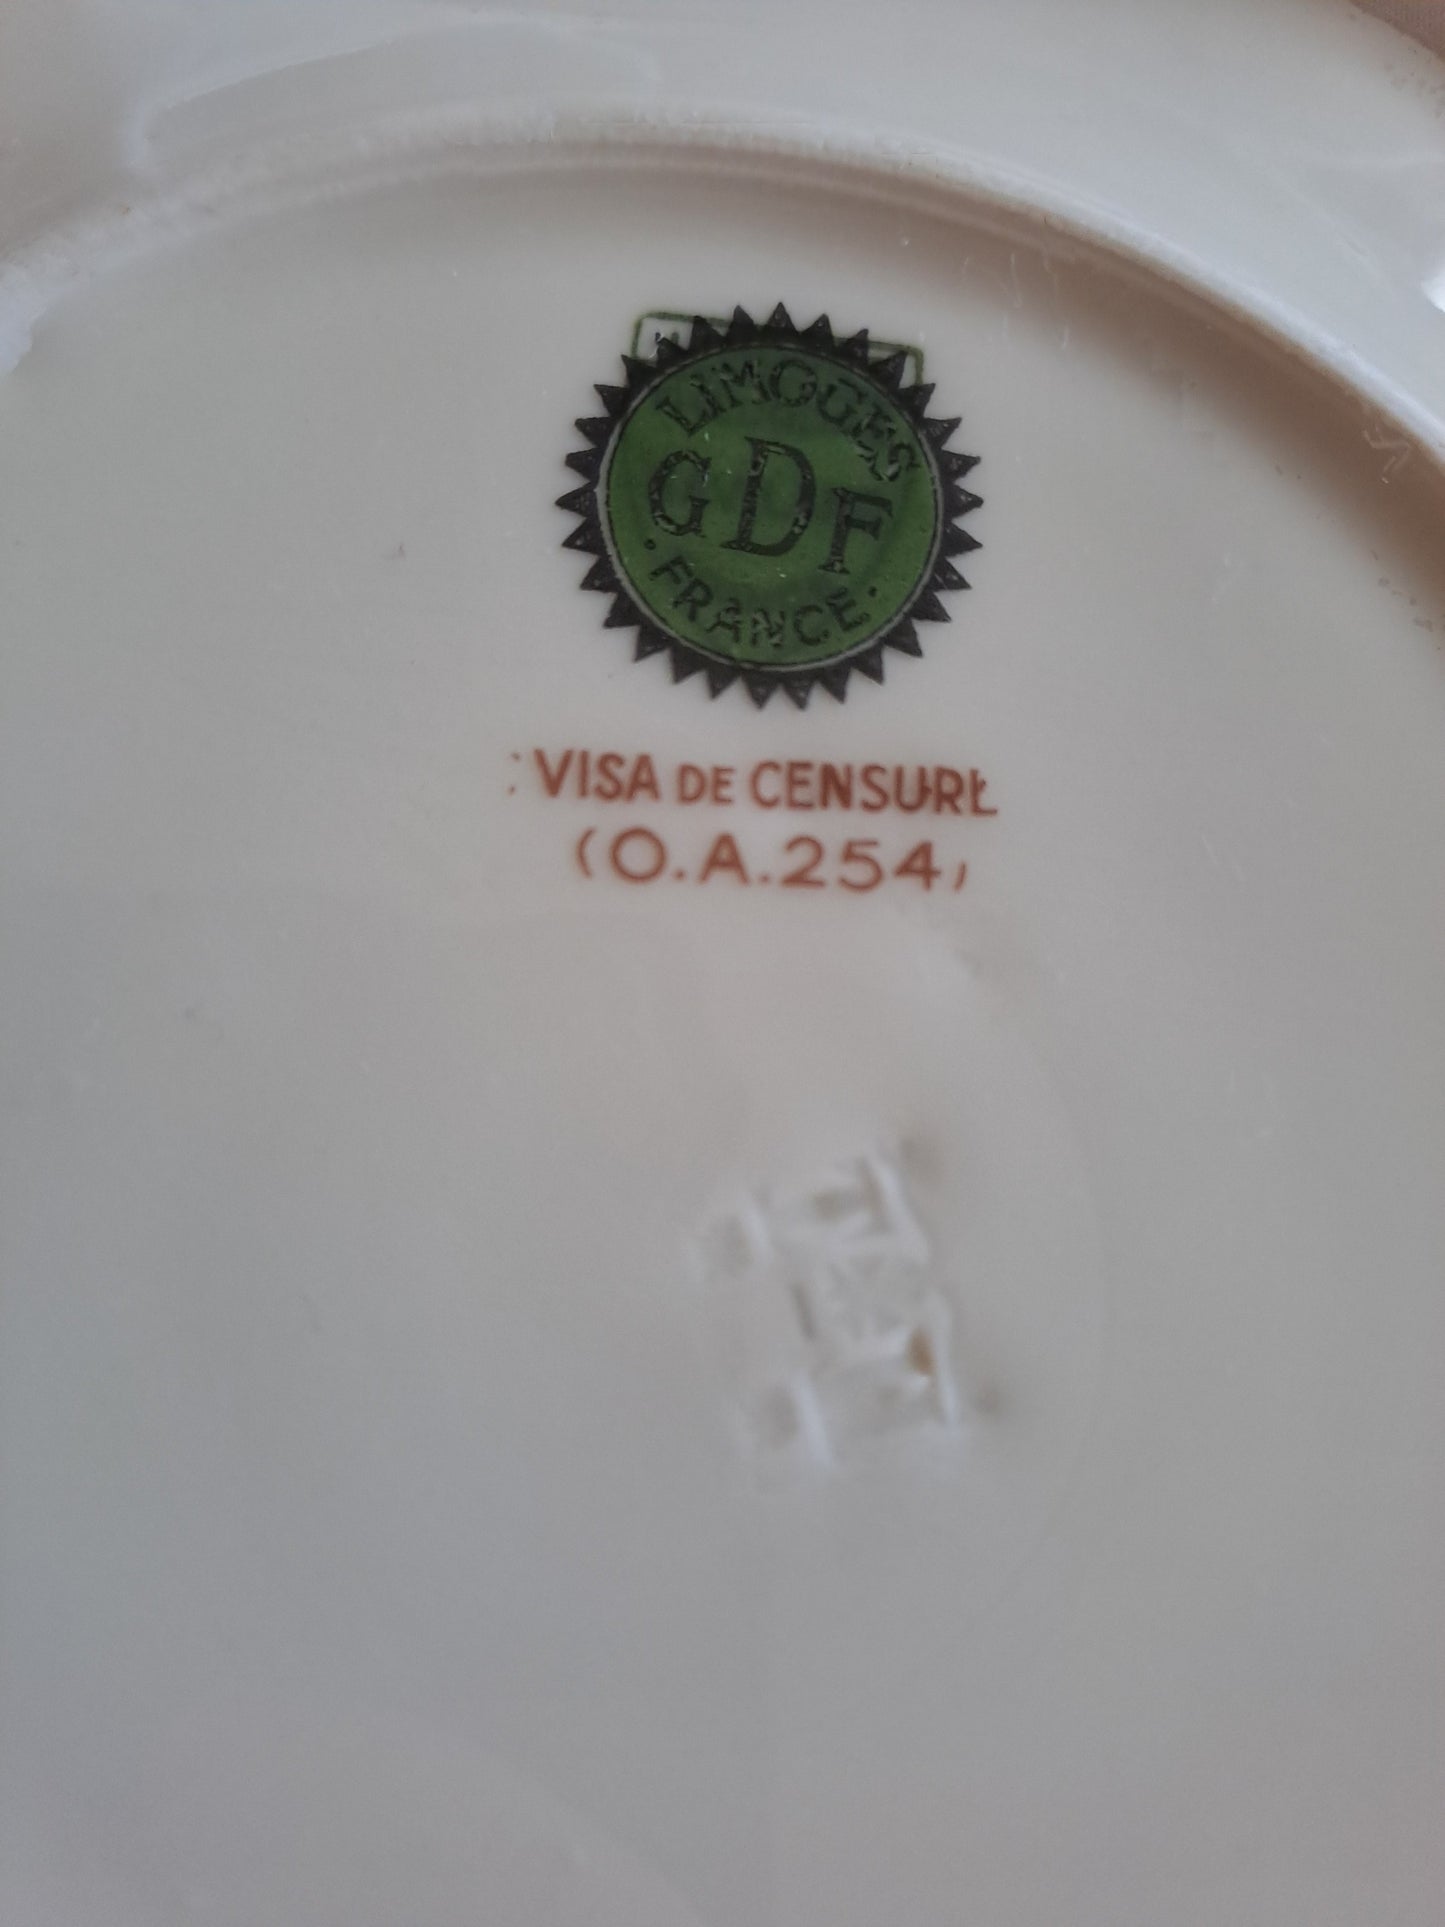 LIMOGES
GDF
• FRANCE •
VISA DE CENSURE
(O.A.254)